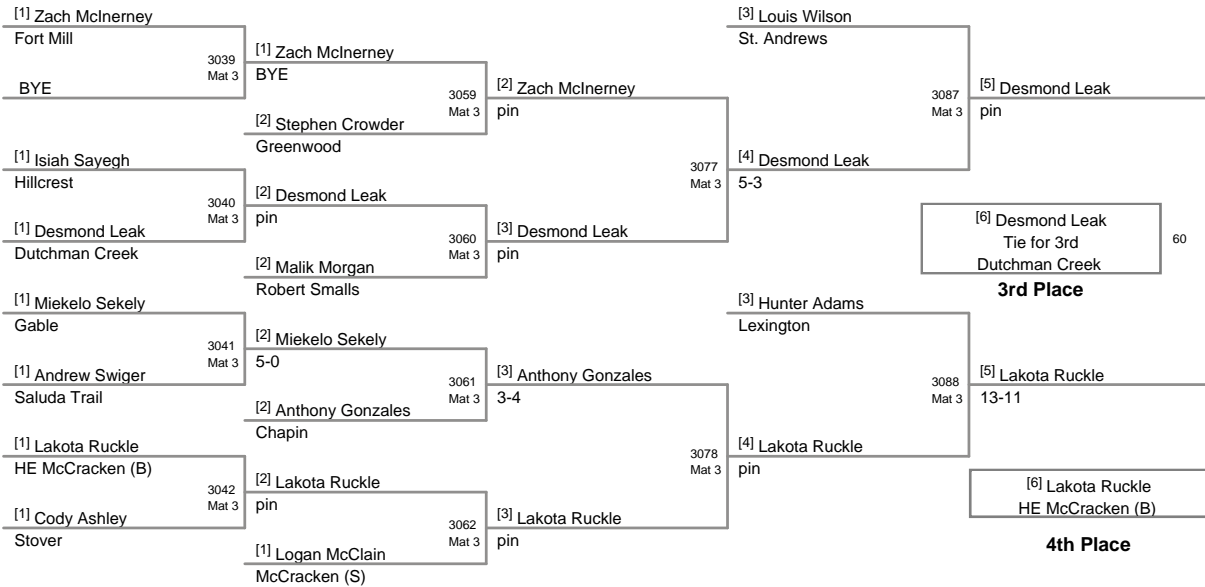 [1] Zach McInerney
Fort Mill
3039
Mat 3
BYE
[1] Isiah Sayegh
Hillcrest
3040
Mat 3
[1] Desmond Leak
Dutchman Creek
[1] Miekelo Sekely
Gable
3041
Mat 3
[1] Andrew Swiger
Saluda Trail
[1] Lakota Ruckle
HE McCracken (B)
3042
Mat 3
[1] Cody Ashley
Stover
[1] Zach McInerney
BYE
3059
Mat 3
[2] Stephen Crowder
Greenwood
[2] Desmond Leak
pin
3060
Mat 3
[2] Malik Morgan
Robert Smalls
[2] Miekelo Sekely
5-0
3061
Mat 3
[2] Anthony Gonzales
Chapin
[2] Lakota Ruckle
pin
3062
Mat 3
[1] Logan McClain
McCracken (S)
[2] Zach McInerney
pin
3077
Mat 3
[3] Desmond Leak
pin
[3] Anthony Gonzales
3-4
3078
Mat 3
[3] Lakota Ruckle
pin
[3] Louis Wilson
St. Andrews
3087
Mat 3
[4] Desmond Leak
5-3
[3] Hunter Adams
Lexington
3088
Mat 3
[4] Lakota Ruckle
pin
[5] Desmond Leak
pin
[6] Desmond Leak
Tie for 3rd
Dutchman Creek
60
3rd Place
[5] Lakota Ruckle
13-11
[6] Lakota Ruckle
HE McCracken (B)
4th Place